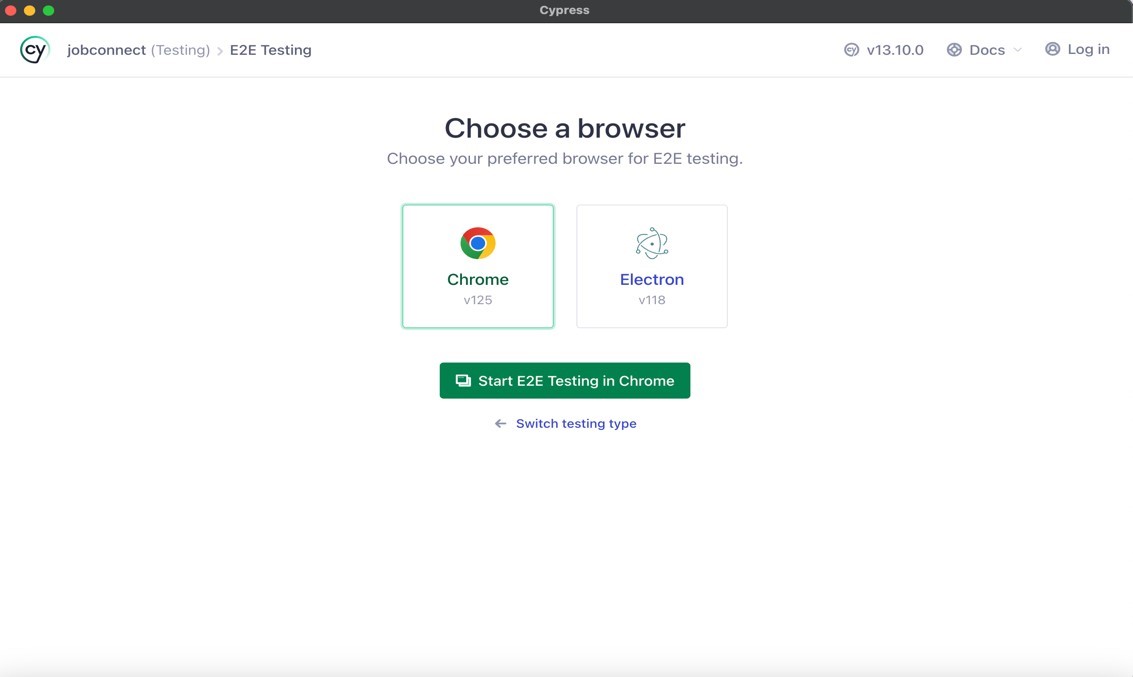 Cypress
cy jobconnect (Testing) > E2E Testing
cy v13.10.0 Docs Log in
Choose a browser
Choose your preferred browser for E2E testing.
Chrome
v125
Electron
v118
Start E2E Testing in Chrome
← Switch testing type